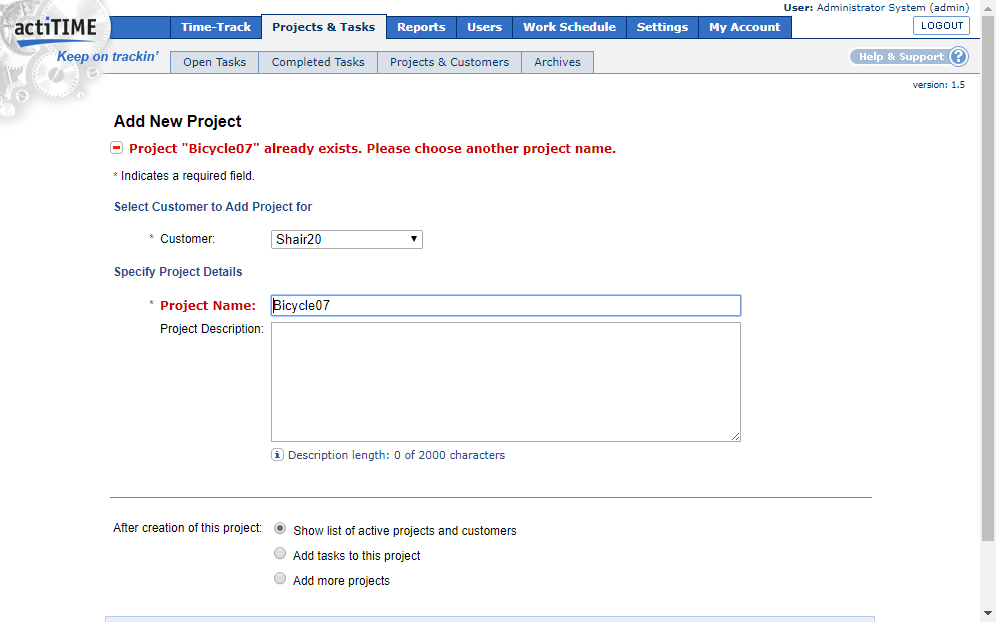 User: Administrator System (admin)
actiTIME
Time-Track Projects & Tasks Reports Users Work Schedule Settings My Account LOGOUT
Keep on trackin’ Open Tasks Completed Tasks Projects & Customers Archives Help & Support ?
version: 1.5
Add New Project
Project "Bicycle07" already exists. Please choose another project name.
* Indicates a required field.
Select Customer to Add Project for
* Customer: Shair20
Specify Project Details
* Project Name: Bicycle07
Project Description:
i Description length: 0 of 2000 characters
After creation of this project: Show list of active projects and customers
Add tasks to this project
Add more projects